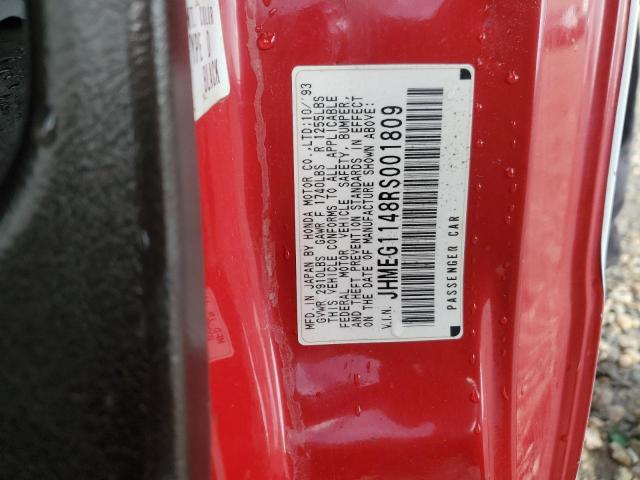 TYPE D
BLACK
MFD. IN JAPAN BY HONDA MOTOR CO.,LTD:10/'93
GVWR 2910LBS GAWR F 1740LBS R 1255LBS
THIS VEHICLE CONFORMS TO ALL APPLICABLE
FEDERAL MOTOR VEHICLE SAFETY, BUMPER,
AND THEFT PREVENTION STANDARDS IN EFFECT
ON THE DATE OF MANUFACTURE SHOWN ABOVE:
V.I.N. JHMEG1148RS001809
PASSENGER CAR